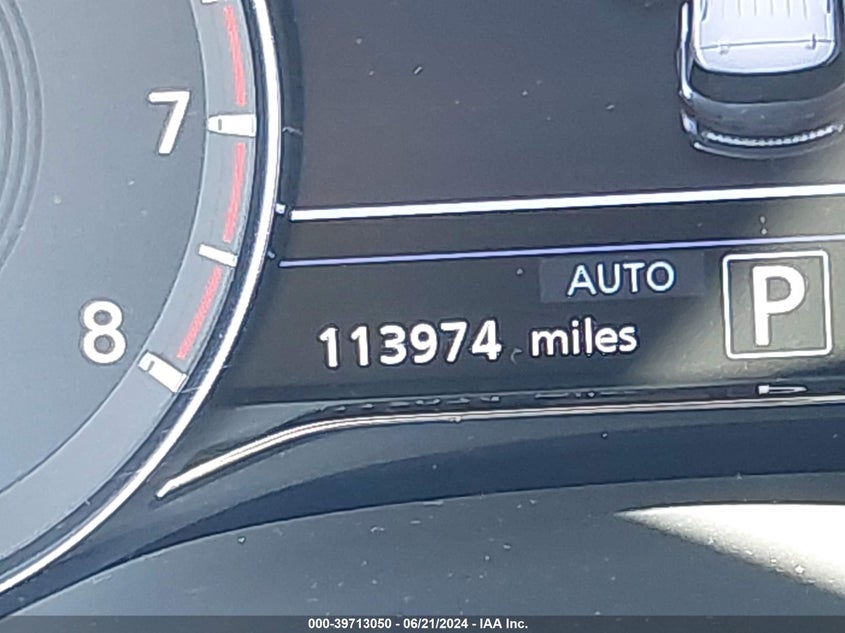 7
AUTO
P
8
113974 miles
000-39713050 - 06/21/2024 - IAA Inc.